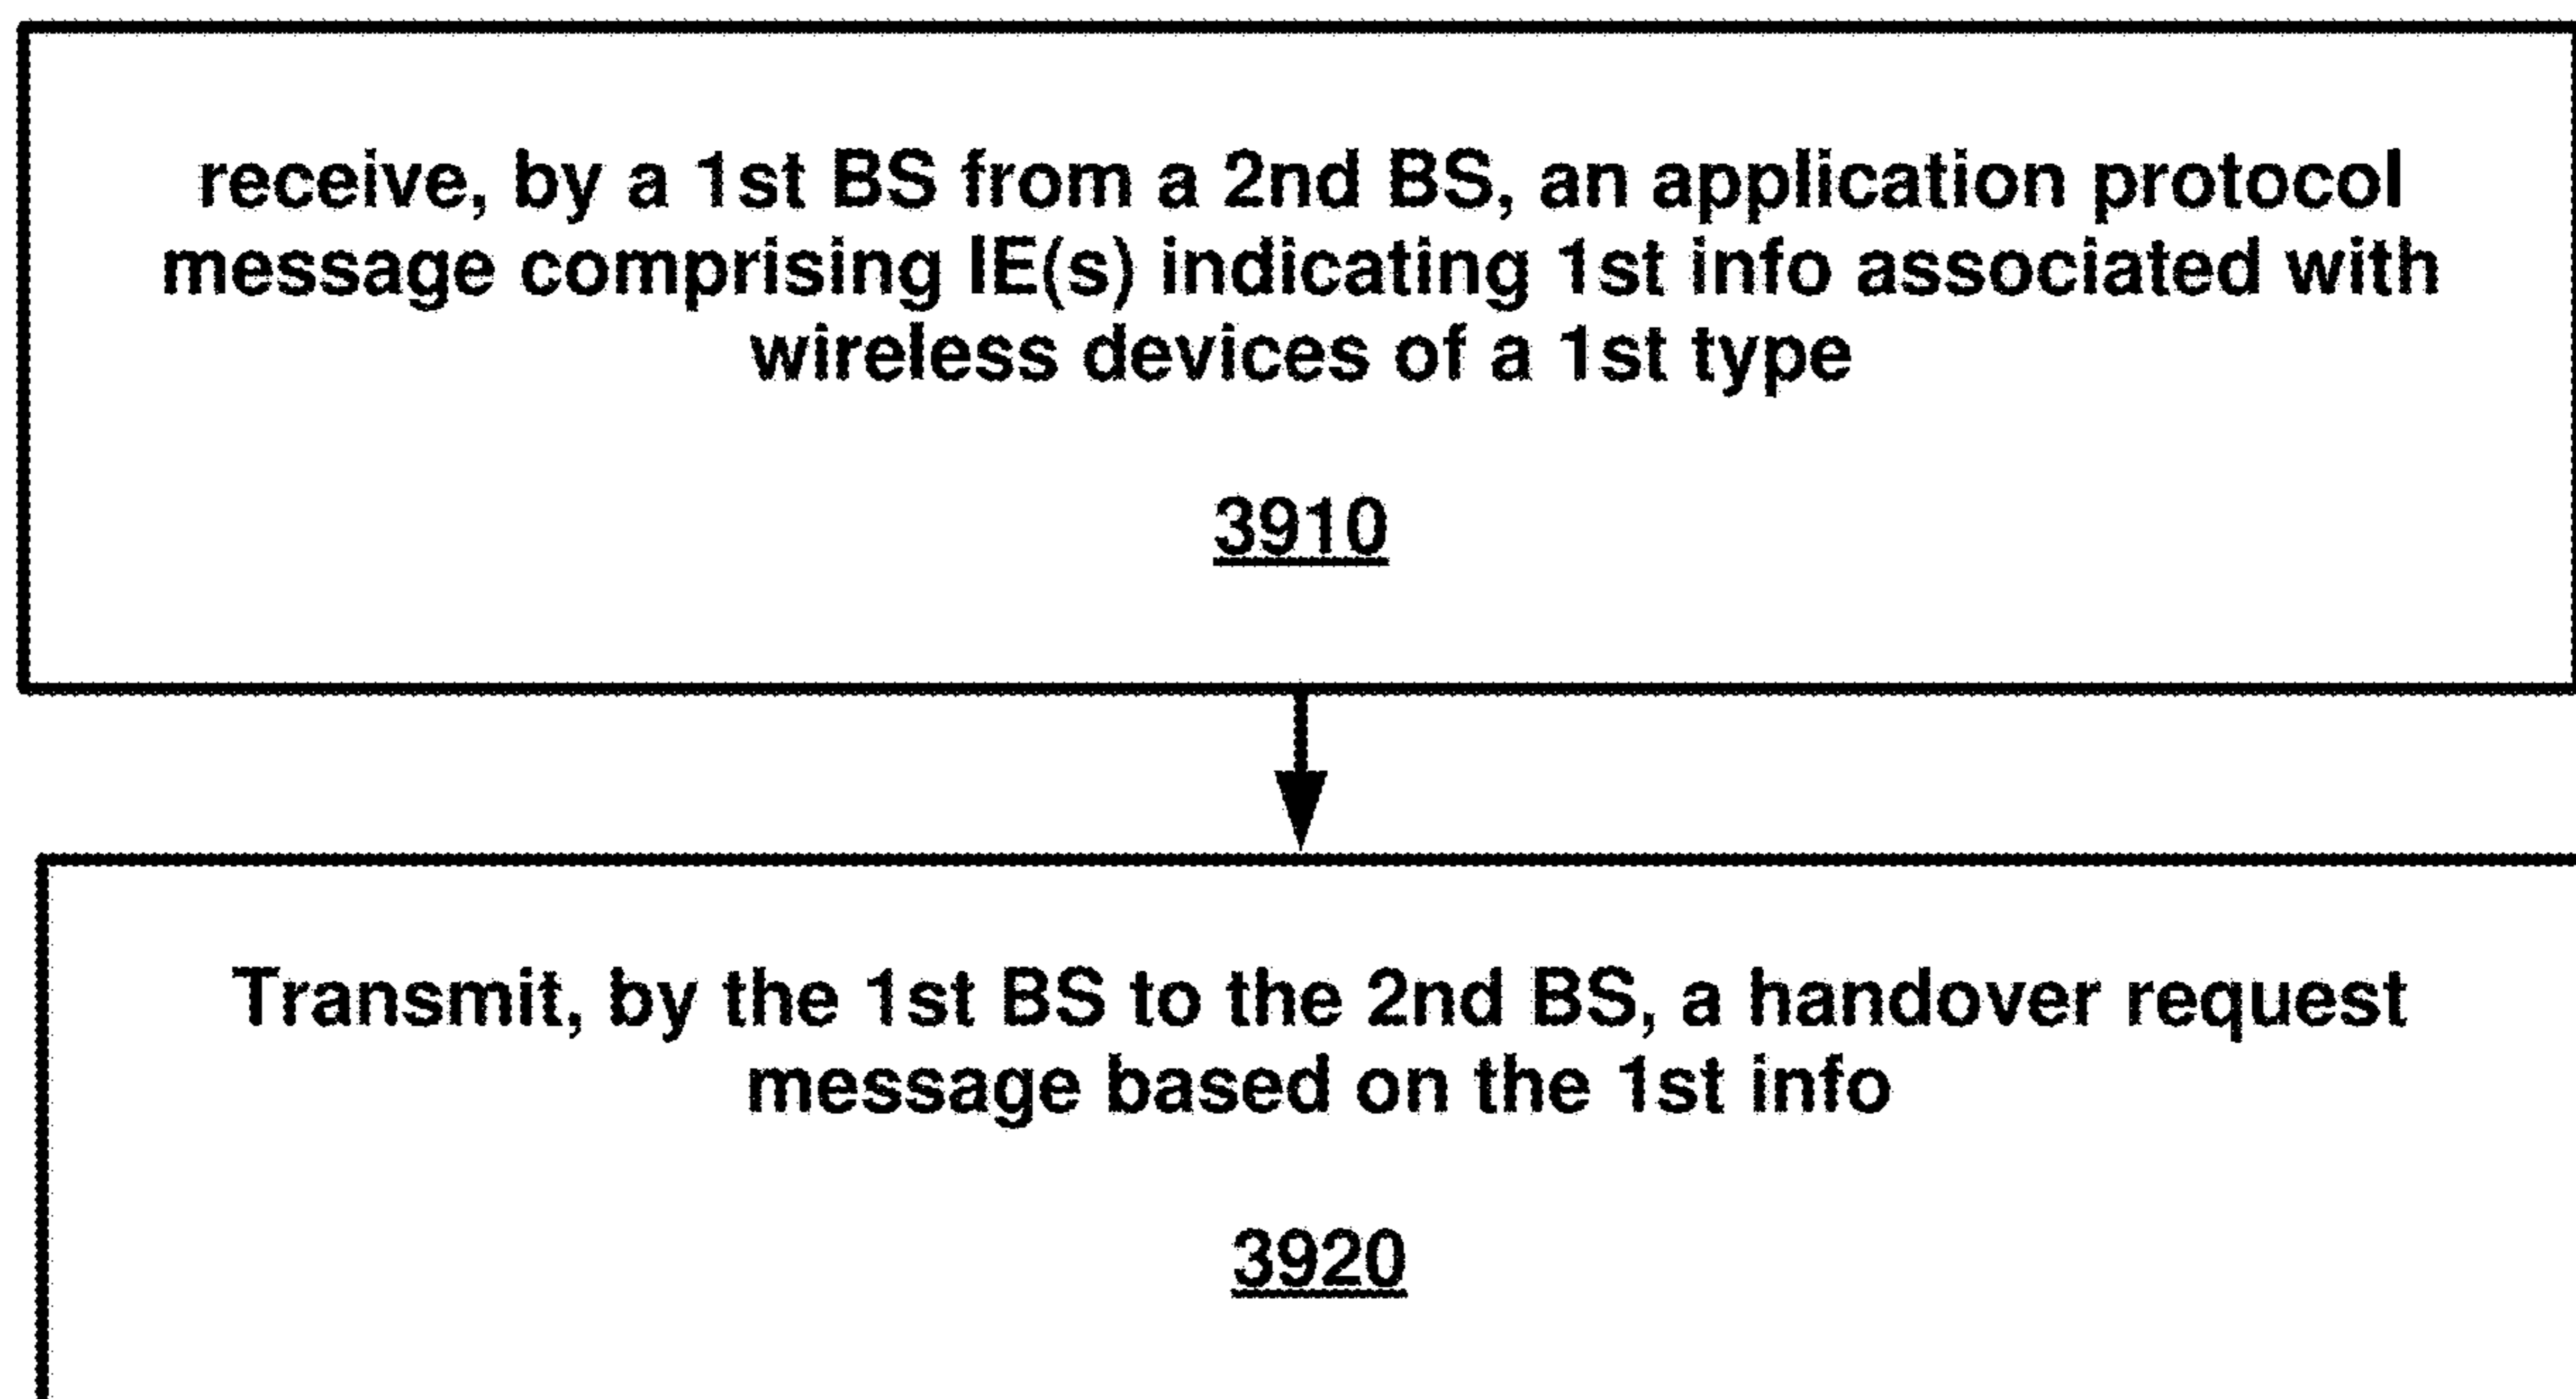 receive, by a 1st BS from a 2nd BS, an application protocol
message comprising IE(s) indicating 1st info associated with
wireless devices of a 1st type
3910
Transmit, by the 1st BS to the 2nd BS, a handover request
message based on the 1st info
3920